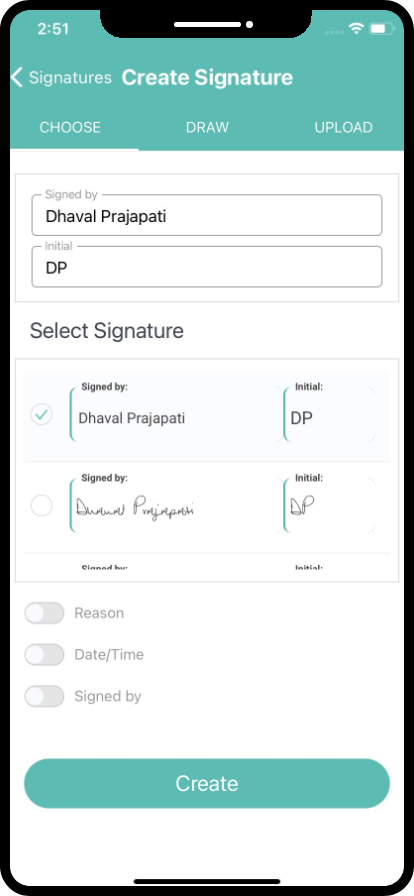 2:51
Signatures Create Signature
CHOOSE DRAW UPLOAD
Signed by
Dhaval Prajapati
Initial
DP
Select Signature
Signed by: Initial:
Dhaval Prajapati DP
Signed by: Initial:
Dhaval Prajapati DP
Signed by: Initial:
Reason
Date/Time
Signed by
Create